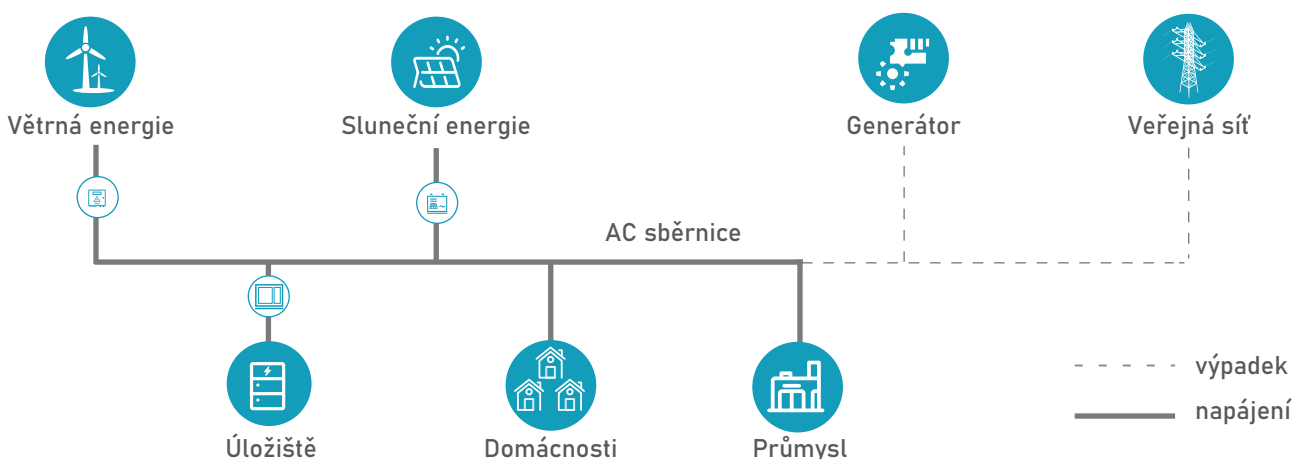 Větrná energie
Sluneční energie
Generátor
Veřejná síť
AC sběrnice
výpadek
napájení
Úložiště
Domácnosti
Průmysl